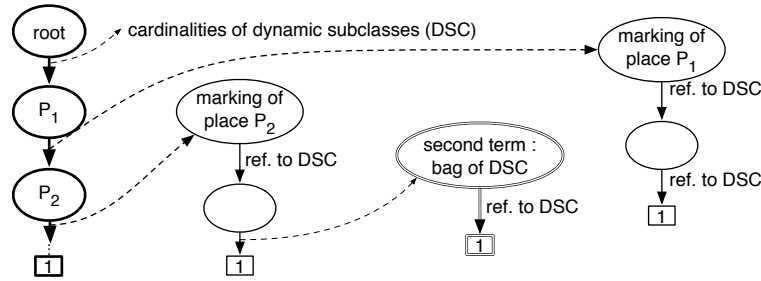 root
cardinalities of dynamic subclasses (DSC)
marking of
place P1
ref. to DSC
P1
marking of
place P2
second term :
bag of DSC
ref. to DSC
ref. to DSC
P2
ref. to DSC
1
1
1
1